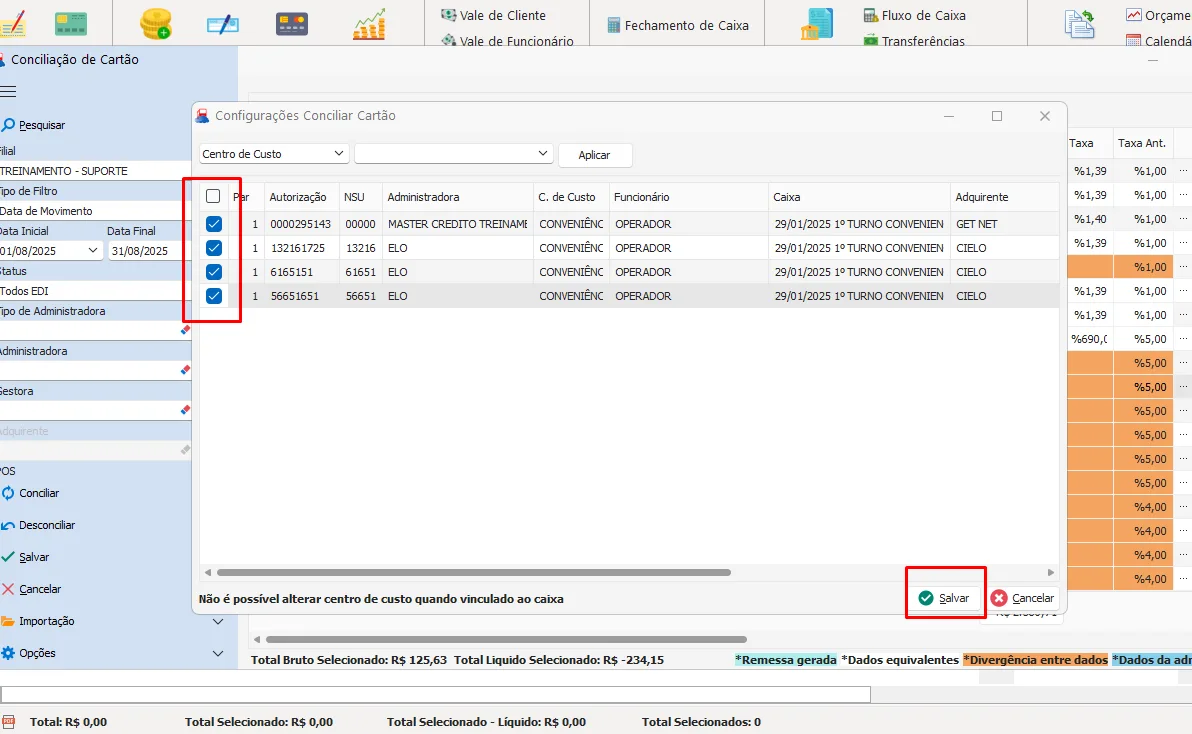 Vale de Cliente
Vale de Funcionário
Fechamento de Caixa
Fluxo de Caixa
Transferências
Orçame
Calendá
Conciliação de Cartão
Pesquisar
ilial
TREINAMENTO - SUPORTE
ipo de Filtro
Data de Movimento
Data Inicial Data Final
01/08/2025 31/08/2025
Status
Todos EDI
Tipo de Administradora
Administradora
Gestora
Adquirente
POS
Conciliar
Desconciliar
Salvar
Cancelar
Importação
Opções
Configurações Conciliar Cartão
Centro de Custo
Aplicar
Par Autorização NSU Administradora C. de Custo Funcionário Caixa Adquirente
1 0000295143 00000 MASTER CREDITO TREINAME CONVENIÊNC OPERADOR 29/01/2025 1º TURNO CONVENIEN GET NET
1 132161725 13216 ELO CONVENIÊNC OPERADOR 29/01/2025 1º TURNO CONVENIEN CIELO
1 6165151 61651 ELO CONVENIÊNC OPERADOR 29/01/2025 1º TURNO CONVENIEN CIELO
1 56651651 56651 ELO CONVENIÊNC OPERADOR 29/01/2025 1º TURNO CONVENIEN CIELO
Não é possível alterar centro de custo quando vinculado ao caixa
Salvar
Cancelar
Taxa Taxa Ant.
%1,39 %1,00 ...
%1,39 %1,00 ...
%1,40 %1,00 ...
%1,39 %1,00 ...
%1,00 ...
%1,39 %1,00 ...
%1,39 %1,00 ...
%690,0 %5,00 ...
%5,00 ...
%5,00 ...
%5,00 ...
%5,00 ...
%5,00 ...
%5,00 ...
%4,00 ...
%4,00 ...
%4,00 ...
%4,00 ...
Total Bruto Selecionado: R$ 125,63 Total Liquido Selecionado: R$ -234,15
*Remessa gerada *Dados equivalentes *Divergência entre dados *Dados da adm
Total: R$ 0,00 Total Selecionado: R$ 0,00 Total Selecionado - Líquido: R$ 0,00 Total Selecionados: 0